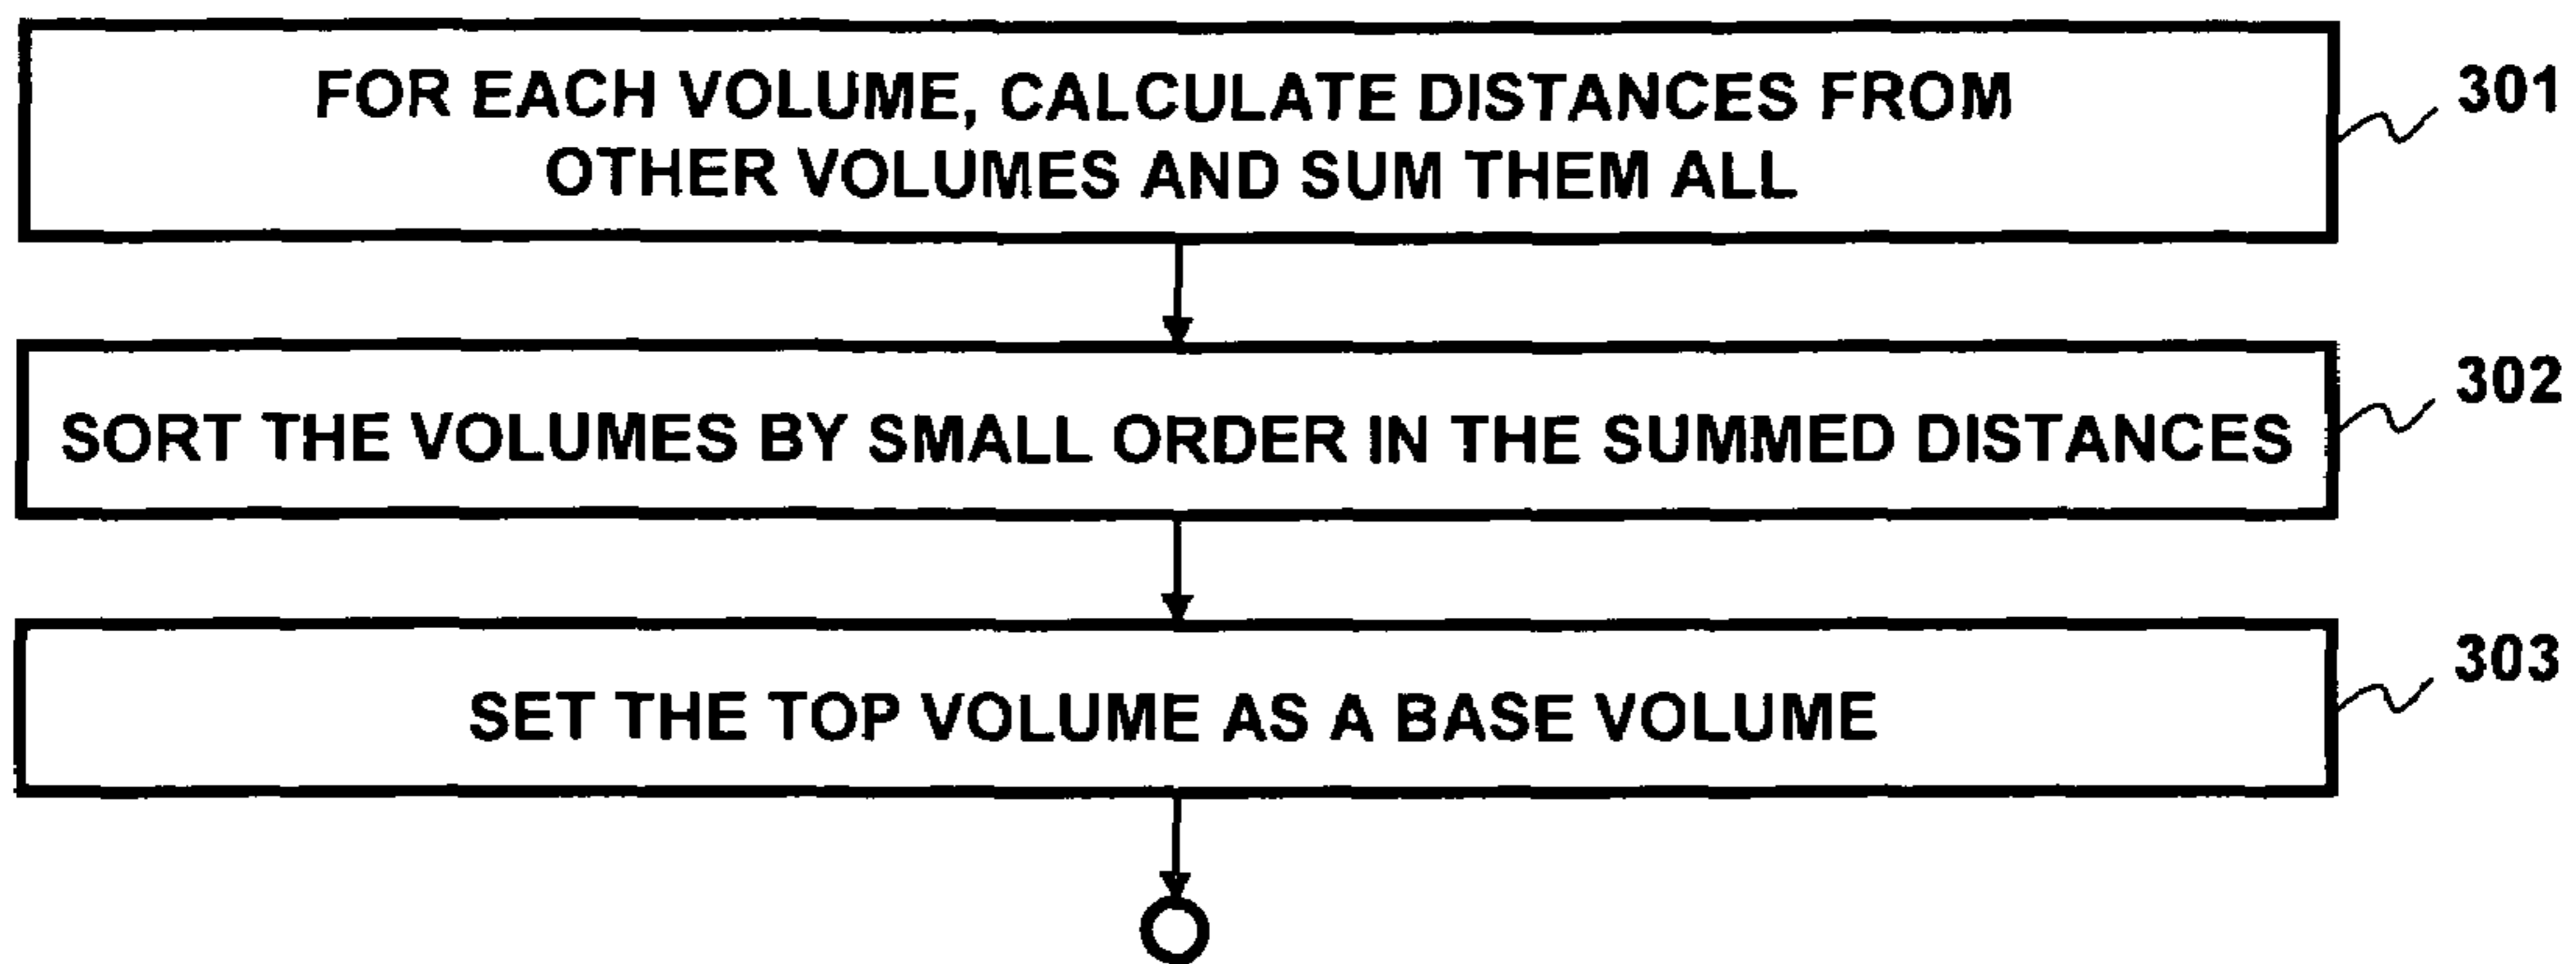 FOR EACH VOLUME, CALCULATE DISTANCES FROM
OTHER VOLUMES AND SUM THEM ALL
301
SORT THE VOLUMES BY SMALL ORDER IN THE SUMMED DISTANCES
302
SET THE TOP VOLUME AS A BASE VOLUME
303